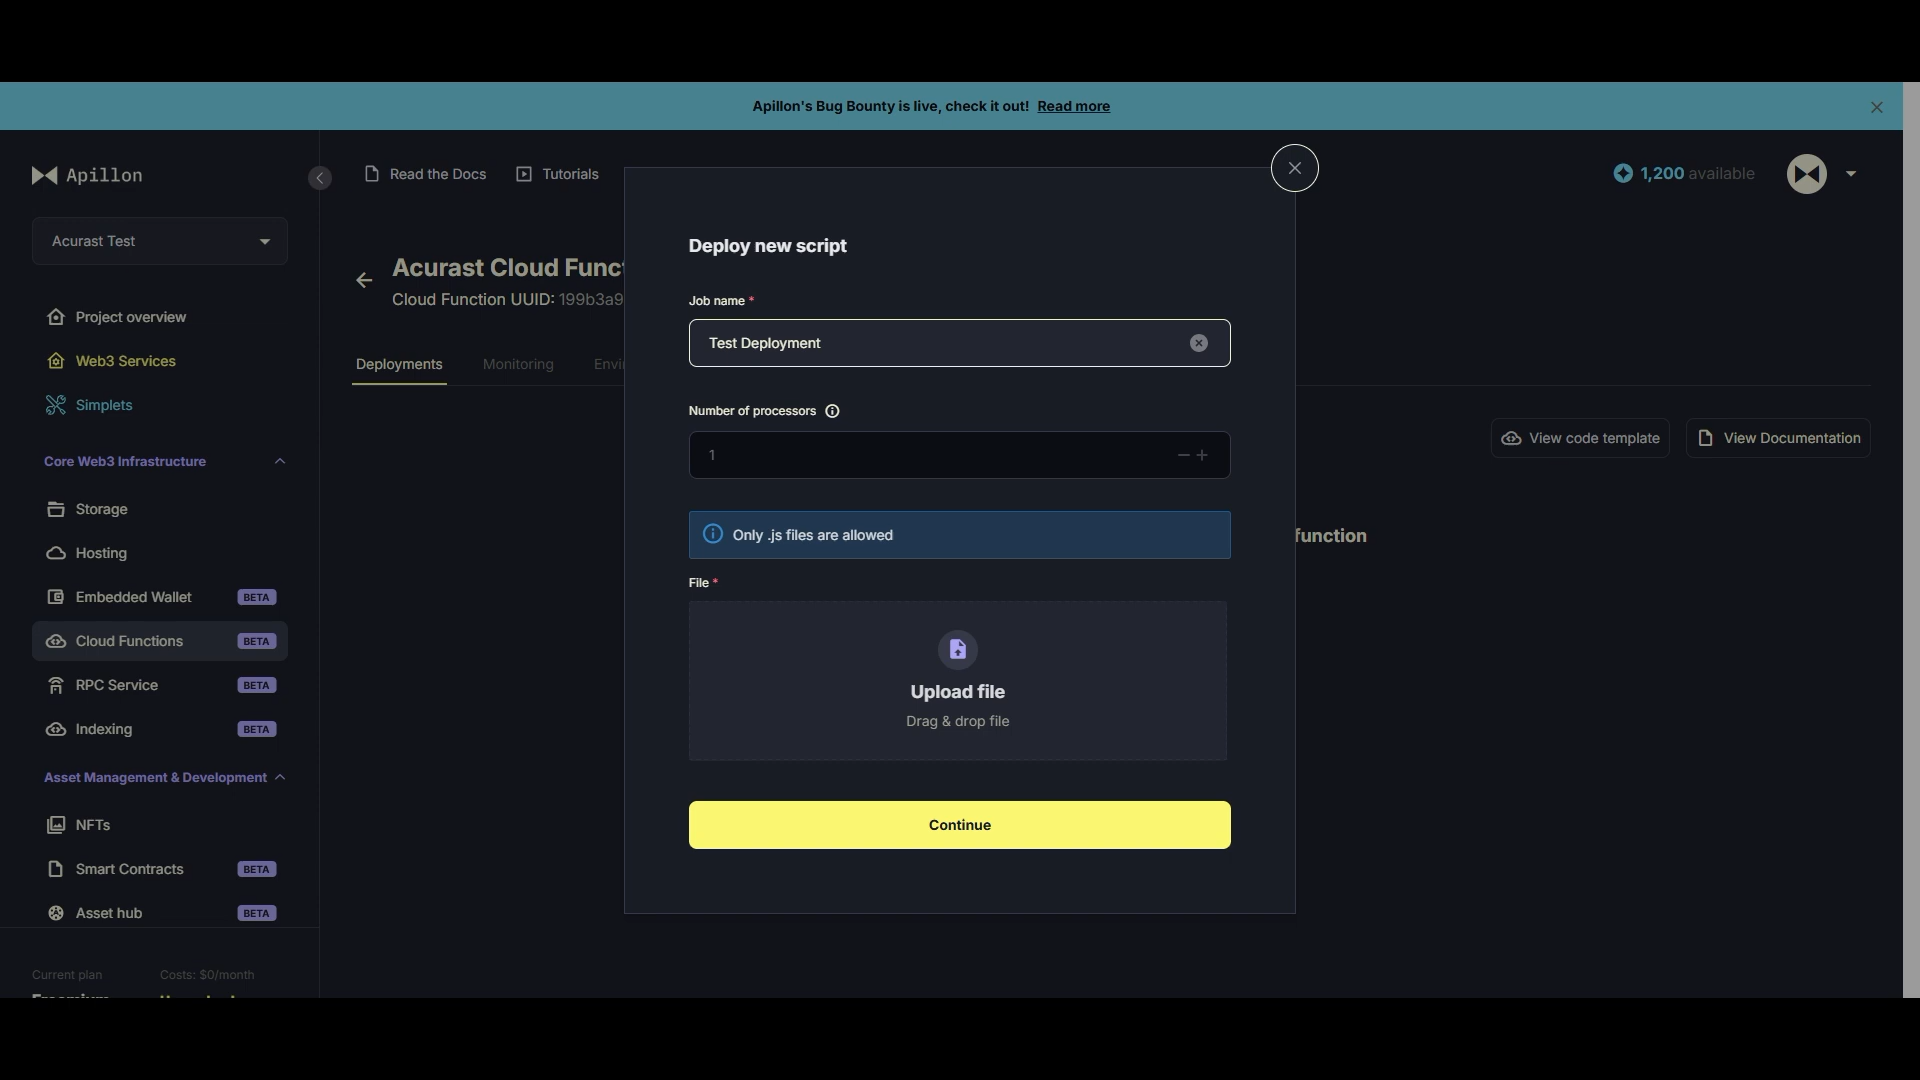 Apillon's Bug Bounty is live, check it out! Read more
Apillon
Acurast Test
Project overview
Web3 Services
Simplets
Core Web3 Infrastructure
Storage
Hosting
Embedded Wallet BETA
Cloud Functions BETA
RPC Service BETA
Indexing BETA
Asset Management & Development
NFTs
Smart Contracts BETA
Asset hub BETA
Current plan Costs: $0/month
Read the Docs Tutorials
1,200 available
Acurast Cloud Func
Cloud Function UUID: 199b3a9
Deployments Monitoring Envi
View code template View Documentation
function
Deploy new script
Job name *
Test Deployment
Number of processors
1
Only .js files are allowed
File *
Upload file
Drag & drop file
Continue